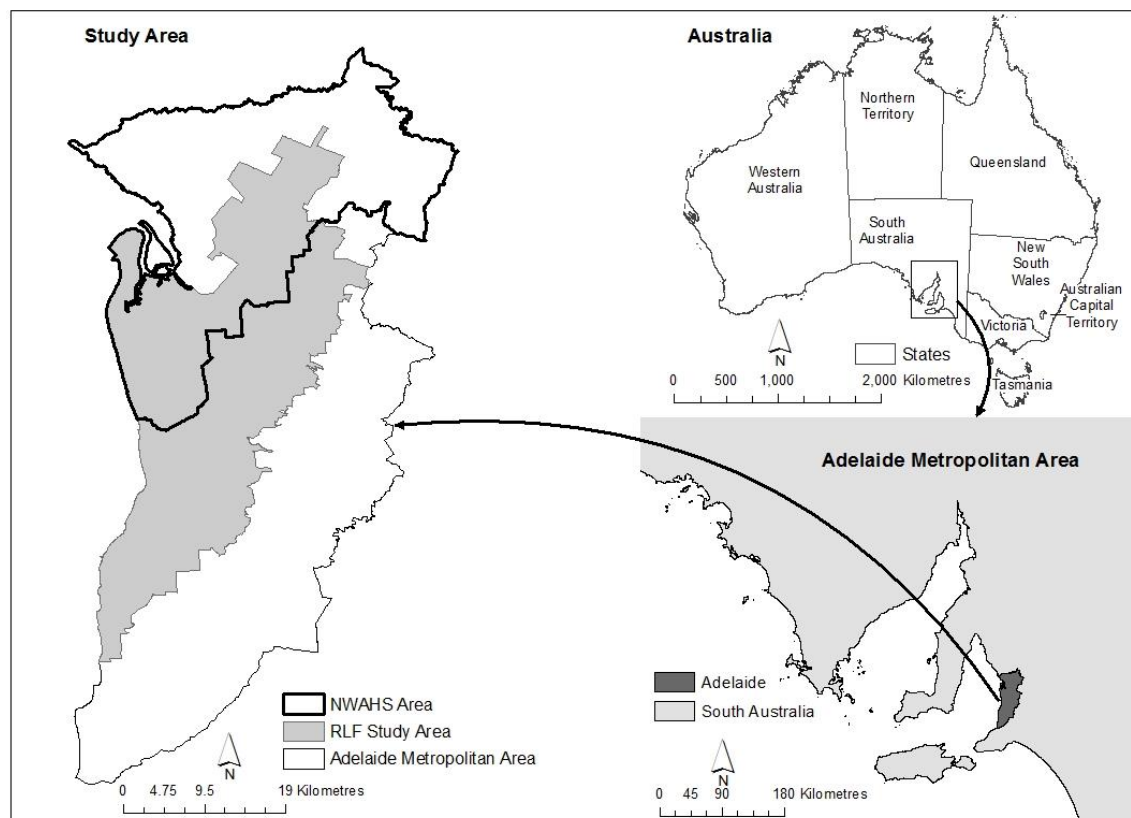 Study Area
NWAHS Area
RLF Study Area
Adelaide Metropolitan Area
N
0 4.75 9.5 19 Kilometres
Australia
Northern
Territory
Western
Australia
Queensland
South
Australia
New
South
Wales
Australian
Capital
Territory
Victoria
Tasmania
N
States
0 500 1,000 2,000 Kilometres
Adelaide Metropolitan Area
Adelaide
South Australia
N
0 45 90 180 Kilometres